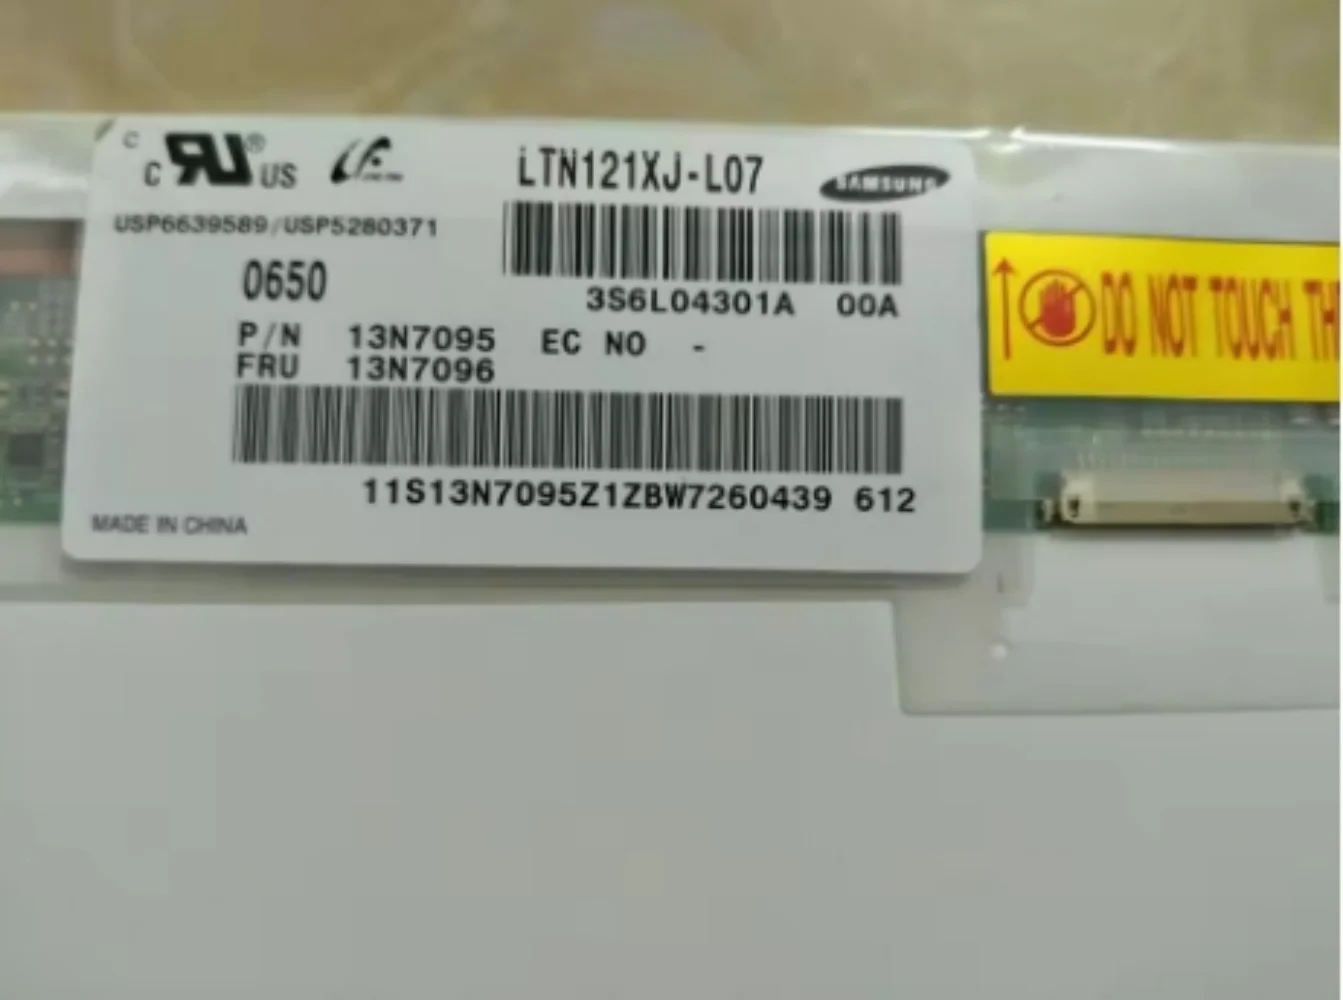 C
C RU® US
LTN121XJ-L07
SAMSUNG
USP6639589/USP5280371
0650
3S6L04301A 00A
P/N 13N7095 EC NO -
FRU 13N7096
11S13N7095Z1ZBW7260439 612
MADE IN CHINA
DO NOT TOUCH TH